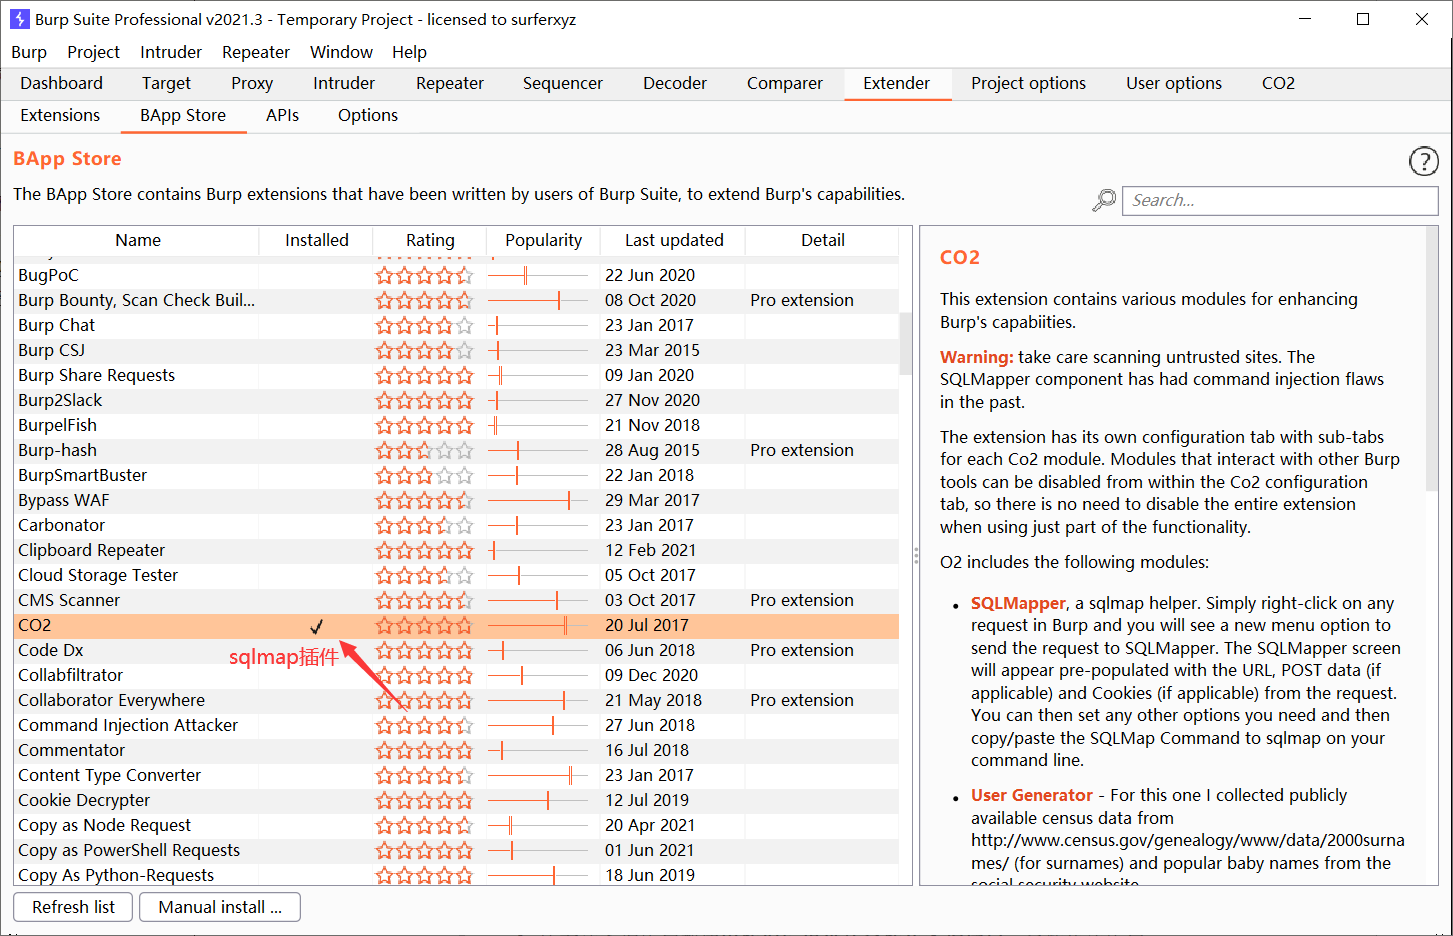 Burp Suite Professional v2021.3 - Temporary Project - licensed to surferxyz
Burp Project Intruder Repeater Window Help
Dashboard Target Proxy Intruder Repeater Sequencer Decoder Comparer Extender Project options User options CO2
Extensions BApp Store APIs Options
BApp Store
The BApp Store contains Burp extensions that have been written by users of Burp Suite, to extend Burp's capabilities.
Search...
Name Installed Rating Popularity Last updated Detail
BugPoC 22 Jun 2020
Burp Bounty, Scan Check Buil... 08 Oct 2020 Pro extension
Burp Chat 23 Jan 2017
Burp CSJ 23 Mar 2015
Burp Share Requests 09 Jan 2020
Burp2Slack 27 Nov 2020
BurpelFish 21 Nov 2018
Burp-hash 28 Aug 2015 Pro extension
BurpSmartBuster 22 Jan 2018
Bypass WAF 29 Mar 2017
Carbonator 23 Jan 2017
Clipboard Repeater 12 Feb 2021
Cloud Storage Tester 05 Oct 2017
CMS Scanner 03 Oct 2017 Pro extension
CO2 20 Jul 2017
Code Dx 06 Jun 2018 Pro extension
sqlmap插件
Collabfiltrator 09 Dec 2020
Collaborator Everywhere 21 May 2018 Pro extension
Command Injection Attacker 27 Jun 2018
Commentator 16 Jul 2018
Content Type Converter 23 Jan 2017
Cookie Decrypter 12 Jul 2019
Copy as Node Request 20 Apr 2021
Copy as PowerShell Requests 01 Jun 2021
Copy As Python-Requests 18 Jun 2019
CO2
This extension contains various modules for enhancing
Burp's capabiities.
Warning: take care scanning untrusted sites. The
SQLMapper component has had command injection flaws
in the past.
The extension has its own configuration tab with sub-tabs
for each Co2 module. Modules that interact with other Burp
tools can be disabled from within the Co2 configuration
tab, so there is no need to disable the entire extension
when using just part of the functionality.
O2 includes the following modules:
• SQLMapper, a sqlmap helper. Simply right-click on any
request in Burp and you will see a new menu option to
send the request to SQLMapper. The SQLMapper screen
will appear pre-populated with the URL, POST data (if
applicable) and Cookies (if applicable) from the request.
You can then set any other options you need and then
copy/paste the SQLMap Command to sqlmap on your
command line.
• User Generator - For this one I collected publicly
available census data from
http://www.census.gov/genealogy/www/data/2000surna
mes/ (for surnames) and popular baby names from the
social security website
Refresh list Manual install ...